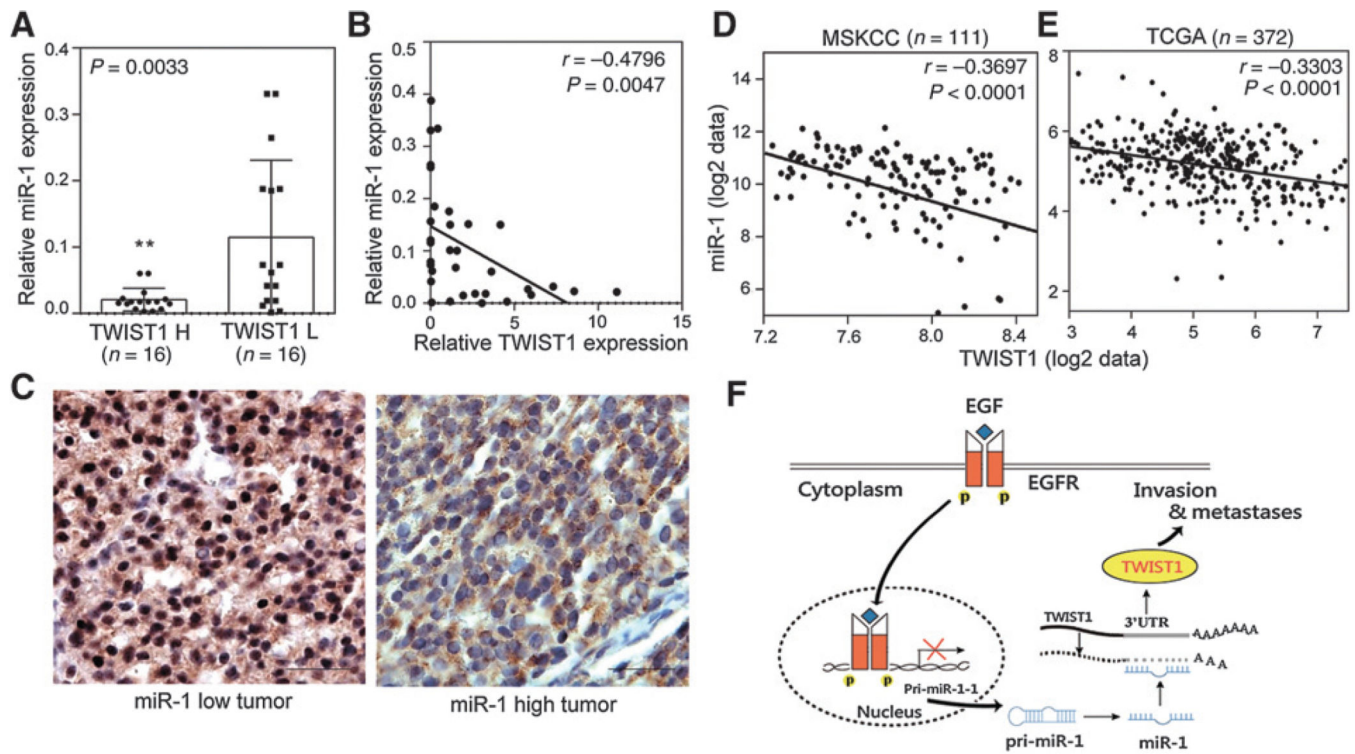 A
P = 0.0033
**
Relative miR-1 expression
0.4
0.3
0.2
0.1
0.0
TWIST1 H
(n = 16)
TWIST1 L
(n = 16)
B
r = –0.4796
P = 0.0047
Relative miR-1 expression
0.5
0.4
0.3
0.2
0.1
0.0
0 5 10 15
Relative TWIST1 expression
D
MSKCC (n = 111)
r = –0.3697
P < 0.0001
miR-1 (log2 data)
14
12
10
8
6
7.2 7.6 8.0 8.4
E
TCGA (n = 372)
r = –0.3303
P < 0.0001
8
6
4
2
3 4 5 6 7
TWIST1 (log2 data)
C
miR-1 low tumor
miR-1 high tumor
F
EGF
Cytoplasm
p p
EGFR
Invasion
& metastases
TWIST1
TWIST1
3'UTR
AAAAAAA
AAA
p p
Pri-miR-1-1
Nucleus
pri-miR-1
miR-1